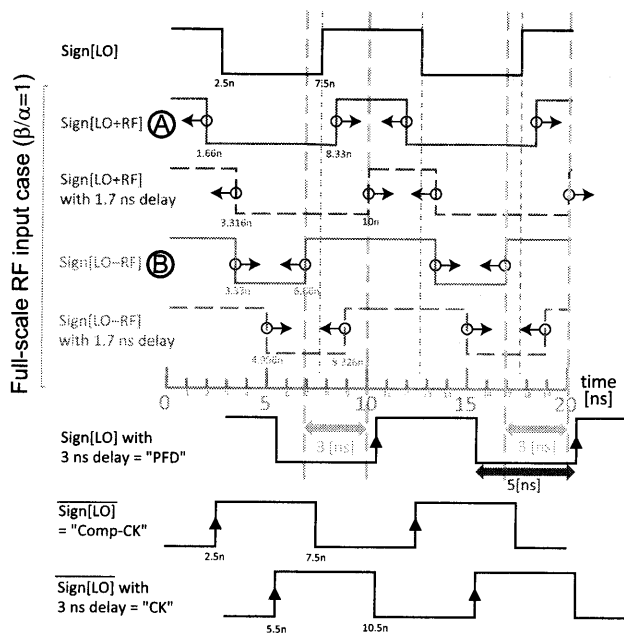 Full-scale RF input case (β/α=1)
Sign[LO]
2.5n
7.5n
Sign[LO+RF] A
1.66n
8.33n
Sign[LO+RF]
with 1.7 ns delay
3.316n
10n
Sign[LO−RF] B
3.33n
6.66n
Sign[LO−RF]
with 1.7 ns delay
4.956n
8.326n
time
[ns]
0
5
10
15
20
Sign[LO] with
3 ns delay = "PFD"
3 [ns]
3 [ns]
5[ns]
Sign[LO]
= "Comp-CK"
2.5n
7.5n
Sign[LO] with
3 ns delay = "CK"
5.5n
10.5n